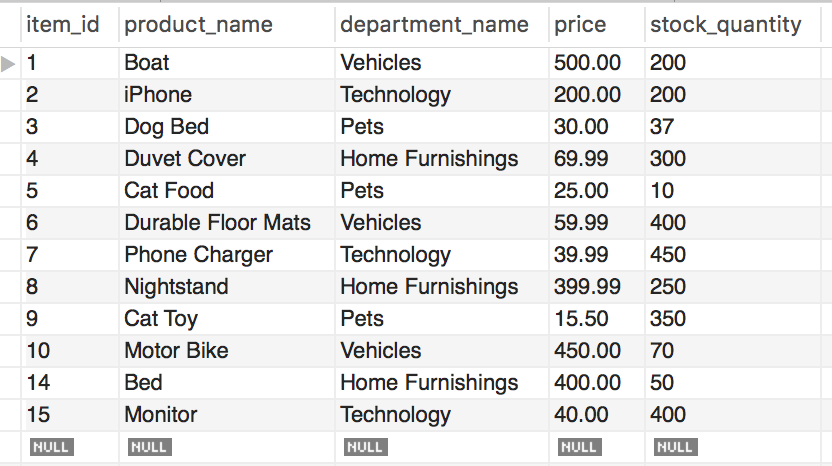 item_id product_name department_name price stock_quantity
1 Boat Vehicles 500.00 200
2 iPhone Technology 200.00 200
3 Dog Bed Pets 30.00 37
4 Duvet Cover Home Furnishings 69.99 300
5 Cat Food Pets 25.00 10
6 Durable Floor Mats Vehicles 59.99 400
7 Phone Charger Technology 39.99 450
8 Nightstand Home Furnishings 399.99 250
9 Cat Toy Pets 15.50 350
10 Motor Bike Vehicles 450.00 70
14 Bed Home Furnishings 400.00 50
15 Monitor Technology 40.00 400
NULL NULL NULL NULL NULL